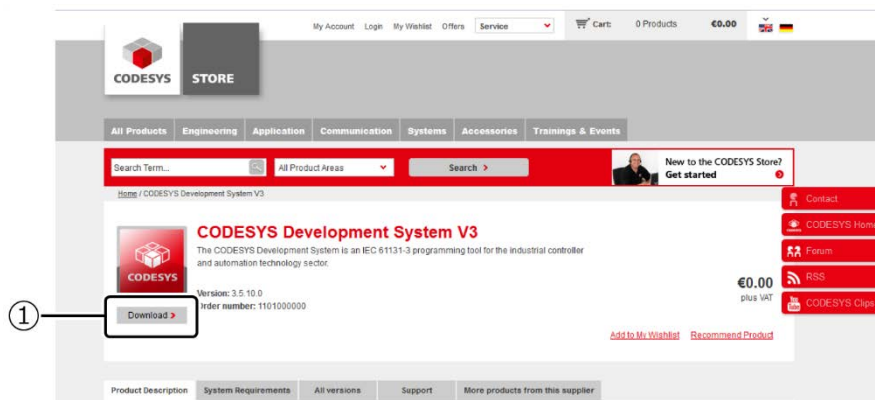 My Account Login My Wishlist Offers Service Cart: 0 Products €0.00
CODESYS STORE
All Products Engineering Application Communication Systems Accessories Trainings & Events
Search Term... All Product Areas Search >
New to the CODESYS Store?
Get started
Home / CODESYS Development System V3
Contact
CODESYS Home
Forum
RSS
CODESYS Clips
CODESYS Development System V3
The CODESYS Development System is an IEC 61131-3 programming tool for the industrial controller
and automation technology sector.
CODESYS
€0.00
plus VAT
Version: 3.5.10.0
Order number: 1101000000
① Download >
Add to My Wishlist Recommend Product
Product Description System Requirements All versions Support More products from this supplier